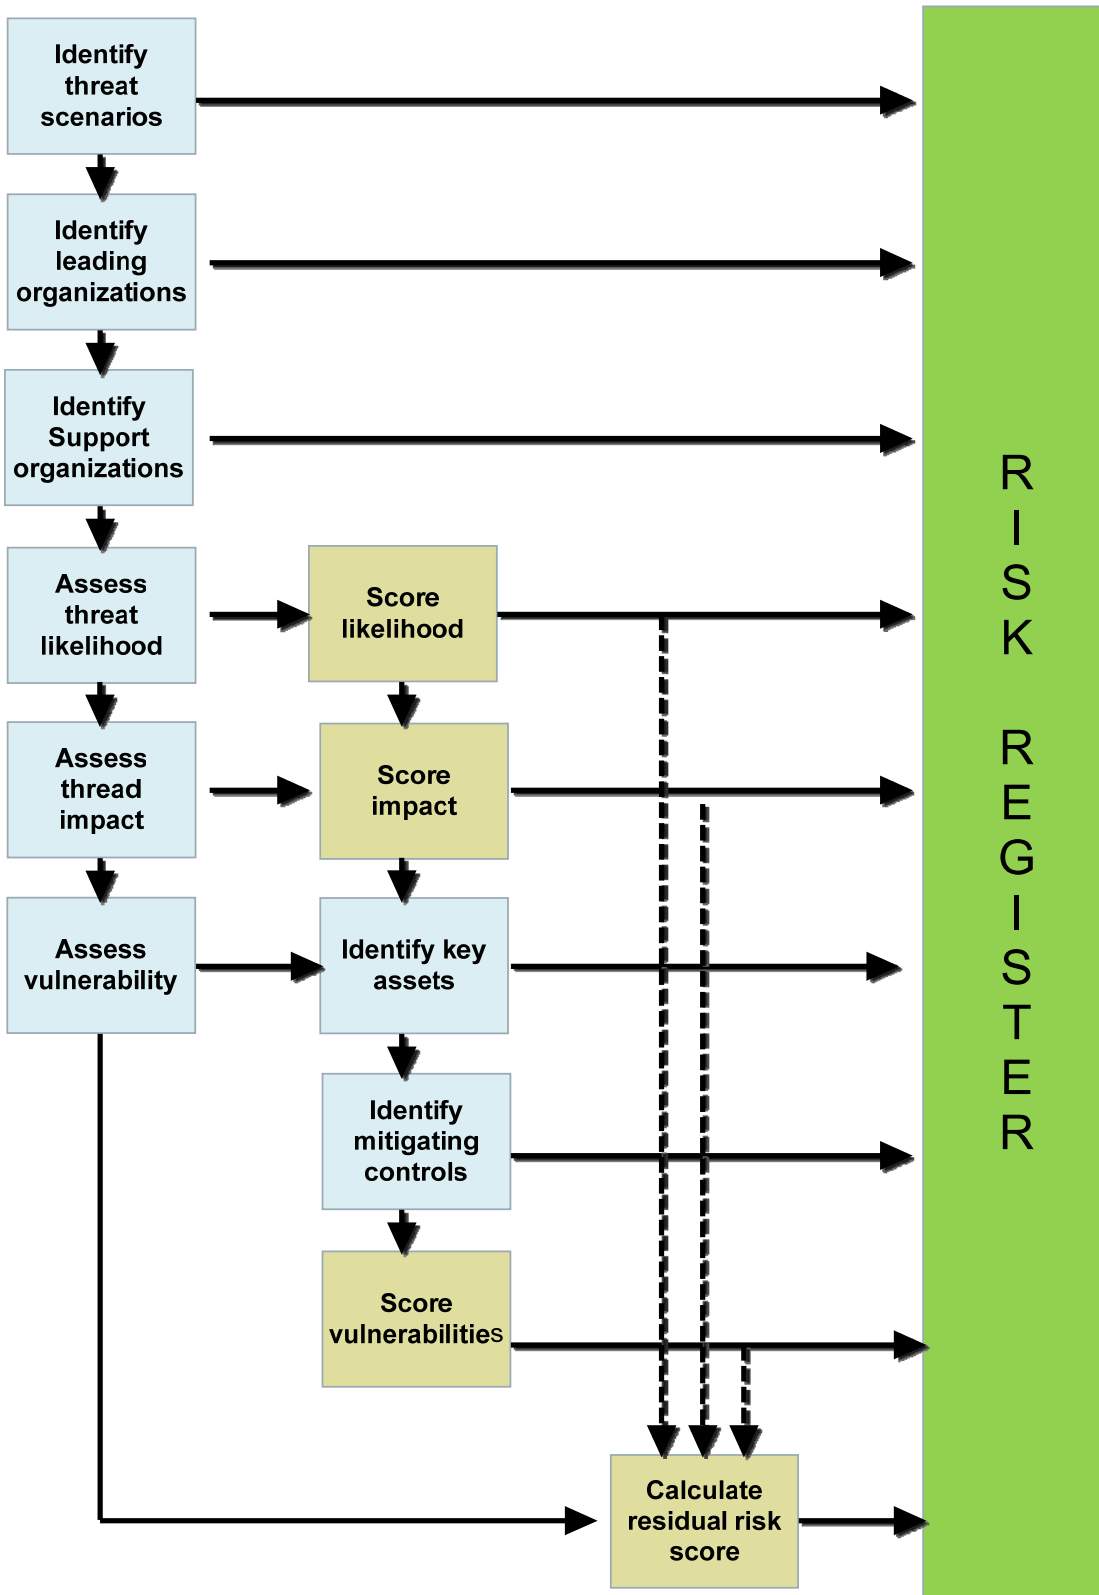 Identify
threat
scenarios
Identify
leading
organizations
Identify
Support
organizations
Assess
threat
likelihood
Score
likelihood
Assess
thread
impact
Score
impact
Assess
vulnerability
Identify key
assets
Identify
mitigating
controls
Score
vulnerabilities
Calculate
residual risk
score
R
I
S
K
R
E
G
I
S
T
E
R